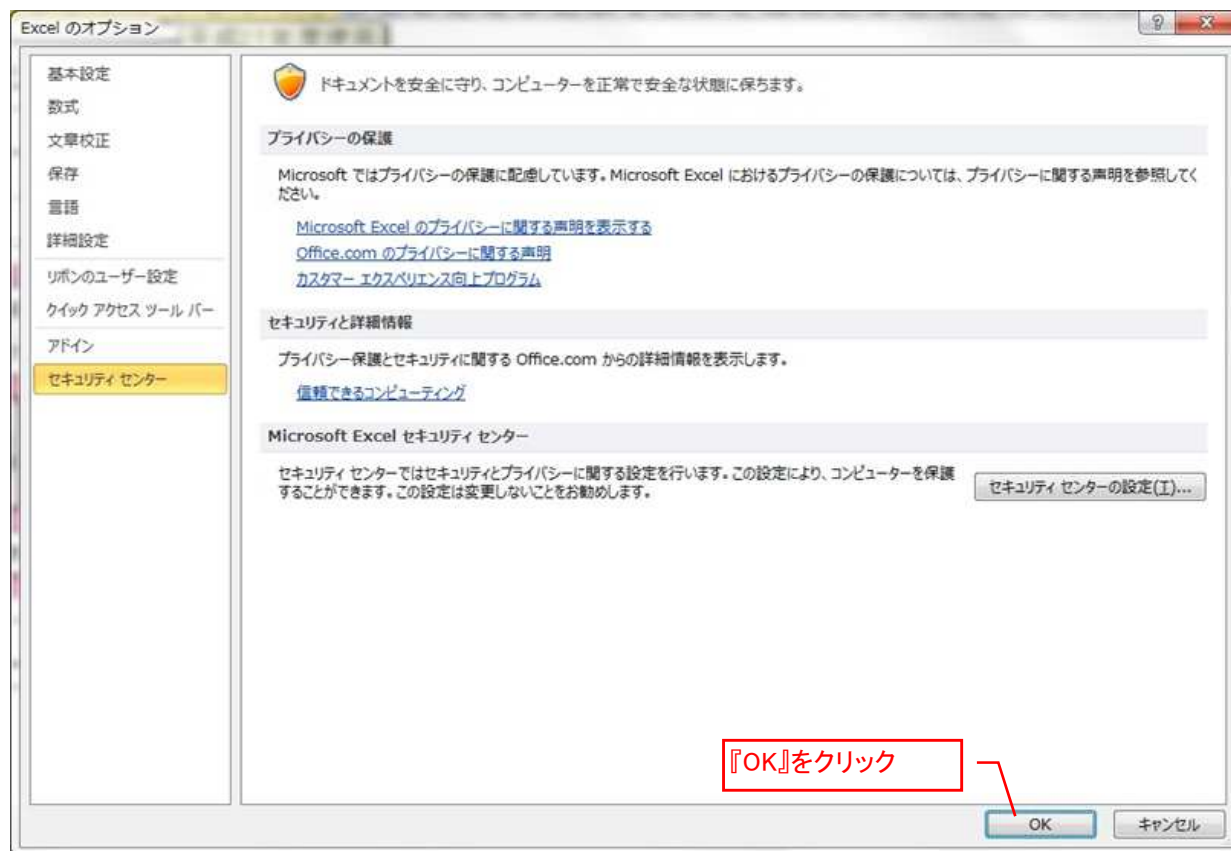 Excel のオプション
基本設定
数式
文章校正
保存
言語
詳細設定
リボンのユーザー設定
クイック アクセス ツール バー
アドイン
セキュリティ センター
ドキュメントを安全に守り、コンピューターを正常で安全な状態に保ちます。
プライバシーの保護
Microsoft ではプライバシーの保護に配慮しています。Microsoft Excel におけるプライバシーの保護については、プライバシーに関する声明を参照してく
ださい。
Microsoft Excel のプライバシーに関する声明を表示する
Office.com のプライバシーに関する声明
カスタマー エクスペリエンス向上プログラム
セキュリティと詳細情報
プライバシー保護とセキュリティに関する Office.com からの詳細情報を表示します。
信頼できるコンピューティング
Microsoft Excel セキュリティ センター
セキュリティ センターではセキュリティとプライバシーに関する設定を行います。この設定により、コンピューターを保護
することができます。この設定は変更しないことをお勧めします。
セキュリティ センターの設定(T)...
『OK』をクリック
OK
キャンセル